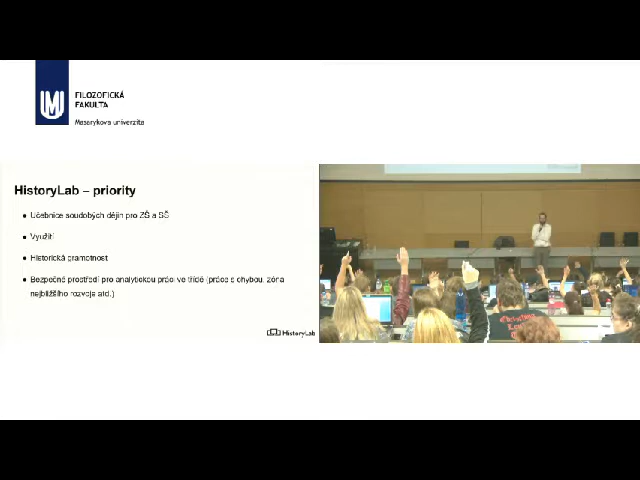 FILOZOFICKÁ
FAKULTA
Masarykova univerzita
HistoryLab – priority
• Učebnice soudobých dějin pro ZŠ a SŠ
• Využití
• Historická gramotnost
• Bezpečné prostředí pro analytickou práci ve třídě (práce s chybou, zóna
nejbližšího rozvoje atd.)
HistoryLab